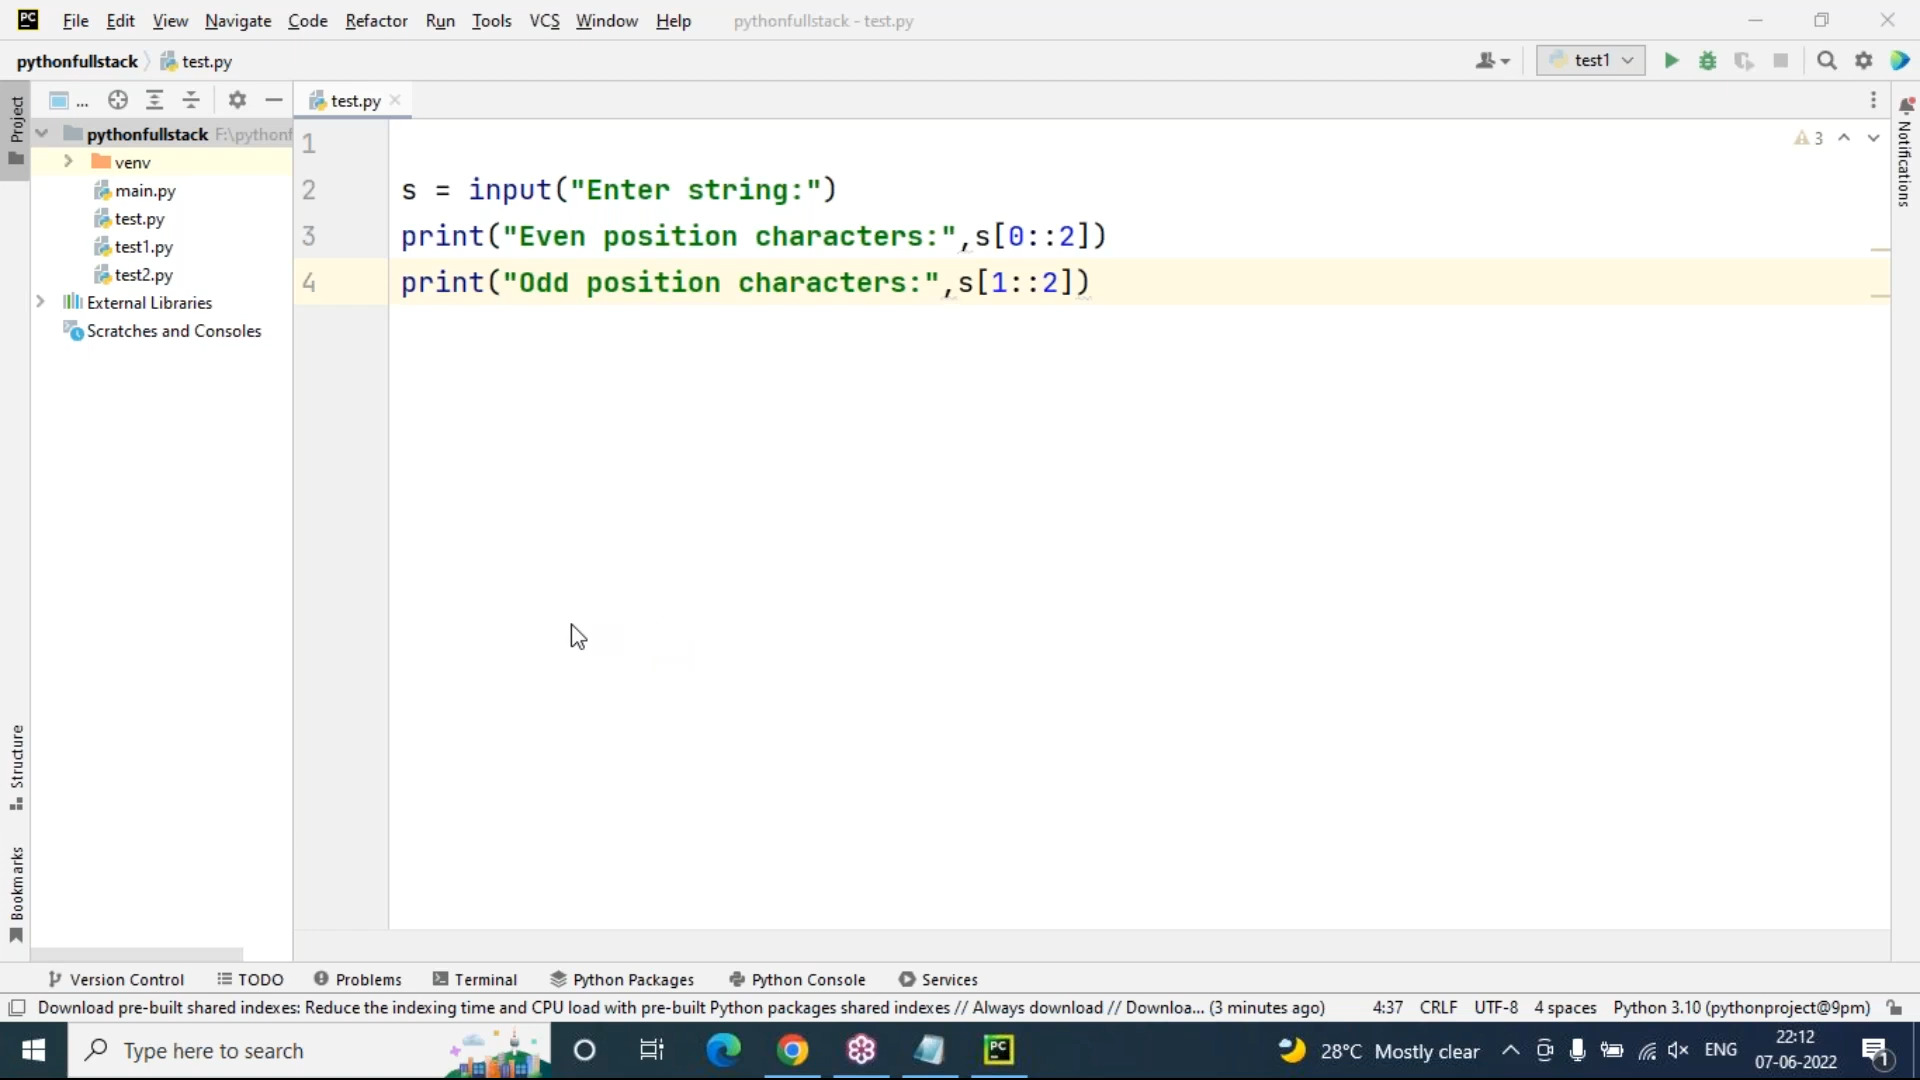 PC File Edit View Navigate Code Refactor Run Tools VCS Window Help pythonfullstack - test.py
pythonfullstack test.py test1
Project ... test.py
pythonfullstack F:\pythonf
venv
main.py
test.py
test1.py
test2.py
External Libraries
Scratches and Consoles
1
2 s = input("Enter string:")
3 print("Even position characters:",s[0::2])
4 print("Odd position characters:",s[1::2])
3
Notifications
Structure
Bookmarks
Version Control TODO Problems Terminal Python Packages Python Console Services
Download pre-built shared indexes: Reduce the indexing time and CPU load with pre-built Python packages shared indexes // Always download // Downloa... (3 minutes ago) 4:37 CRLF UTF-8 4 spaces Python 3.10 (pythonproject@9pm)
Type here to search PC 28°C Mostly clear ENG 22:12
07-06-2022 1